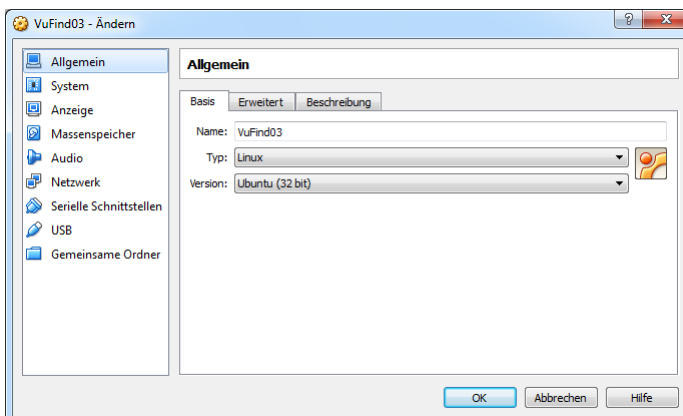 VuFind03 - Ändern
?
X
Allgemein
System
Anzeige
Massenspeicher
Audio
Netzwerk
Serielle Schnittstellen
USB
Gemeinsame Ordner
Allgemein
Basis Erweitert Beschreibung
Name: VuFind03
Typ: Linux
Version: Ubuntu (32 bit)
OK Abbrechen Hilfe